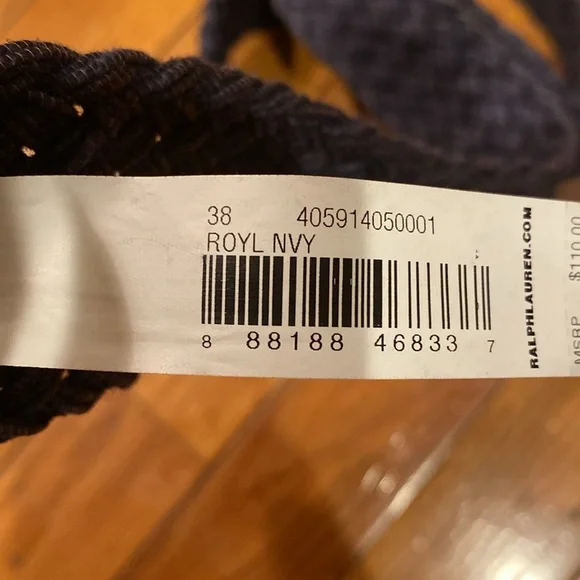 38 405914050001
ROYL NVY
8 88188 46833 7
RALPHLAUREN.COM
MSRP $110.00